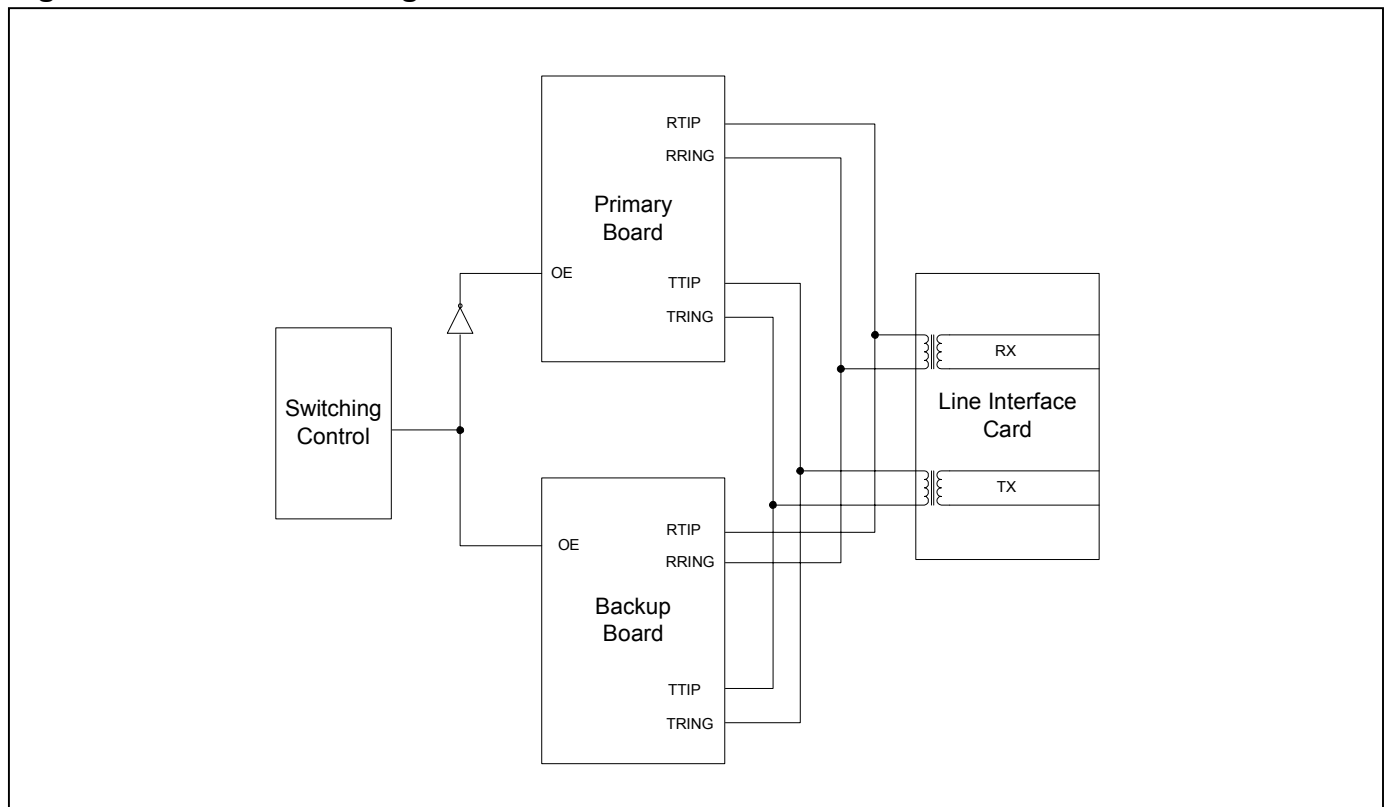 RTIP
RRING
Primary
Board
OE
TTIP
TRING
Switching
Control
RX
Line Interface
Card
TX
RTIP
OE
RRING
Backup
Board
TTIP
TRING